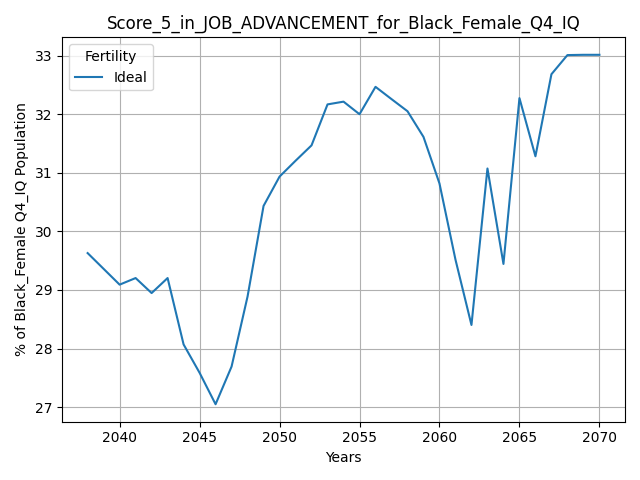 Score_5_in_JOB_ADVANCEMENT_for_Black_Female_Q4_IQ
Fertility
Ideal
% of Black_Female Q4_IQ Population
33
32
31
30
29
28
27
2040 2045 2050 2055 2060 2065 2070
Years